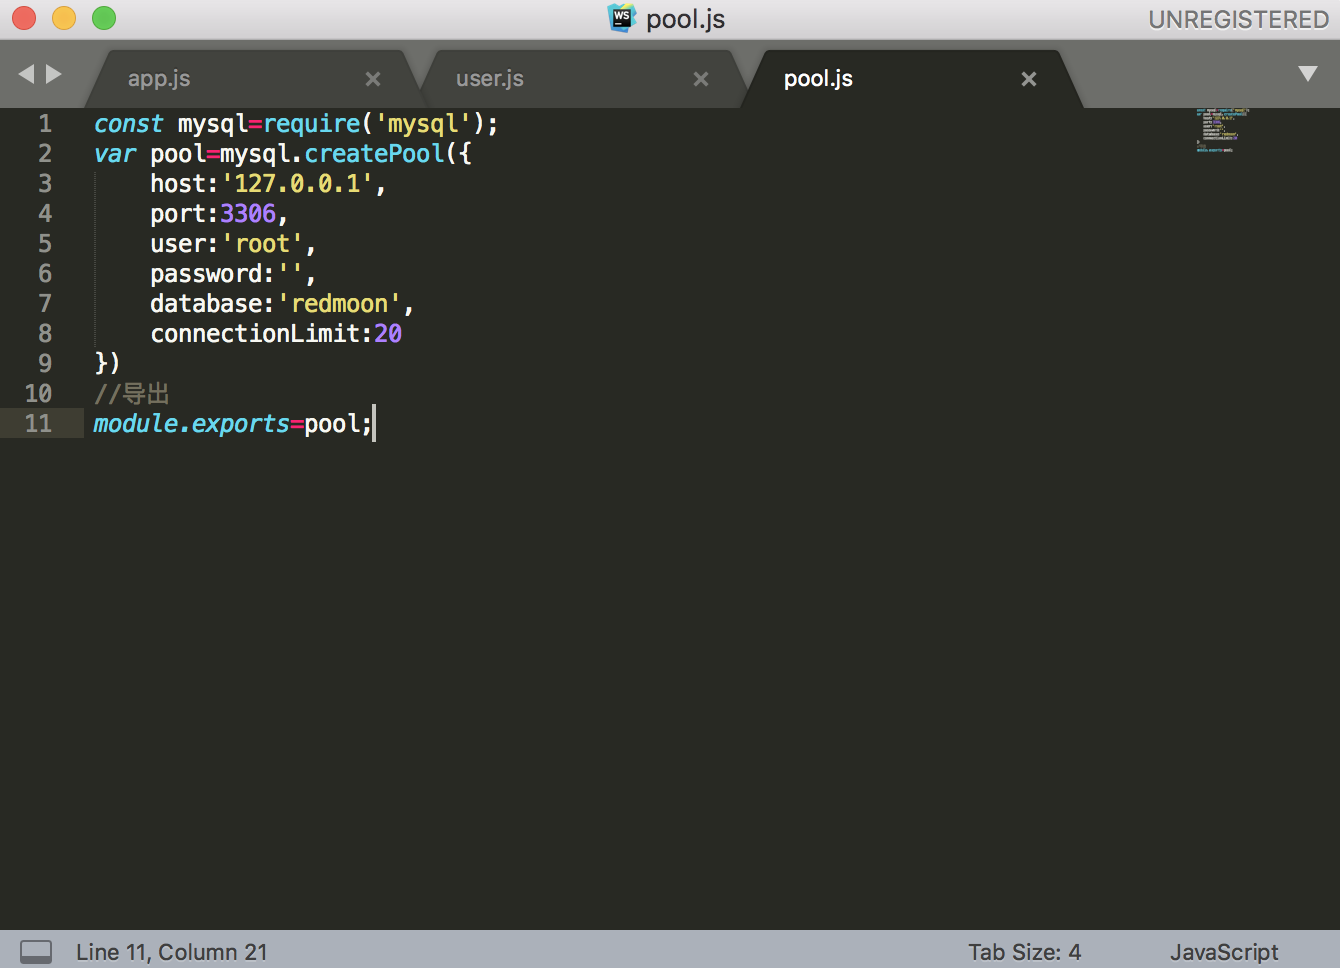 WS pool.js UNREGISTERED
app.js × user.js × pool.js ×
1 const mysql=require('mysql');
2 var pool=mysql.createPool({
3     host:'127.0.0.1',
4     port:3306,
5     user:'root',
6     password:'',
7     database:'redmoon',
8     connectionLimit:20
9 })
10 //导出
11 module.exports=pool;
Line 11, Column 21 Tab Size: 4 JavaScript